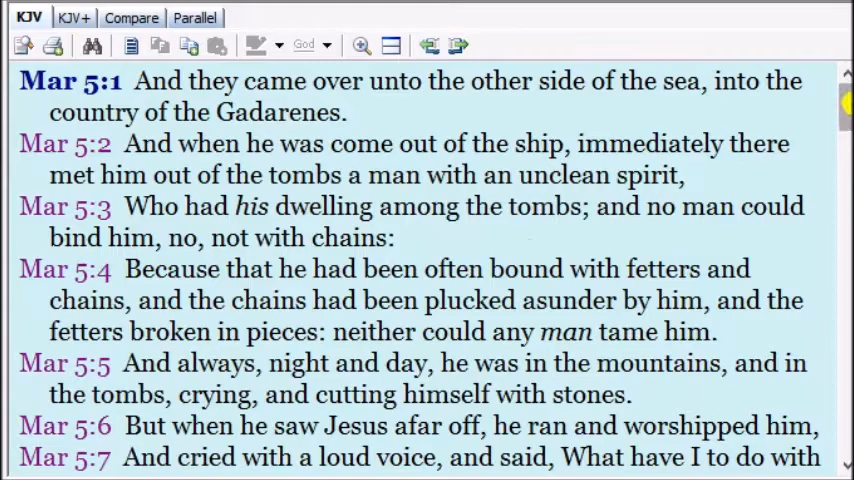 KJV KJV+ Compare Parallel
God
Mar 5:1 And they came over unto the other side of the sea, into the
country of the Gadarenes.
Mar 5:2 And when he was come out of the ship, immediately there
met him out of the tombs a man with an unclean spirit,
Mar 5:3 Who had his dwelling among the tombs; and no man could
bind him, no, not with chains:
Mar 5:4 Because that he had been often bound with fetters and
chains, and the chains had been plucked asunder by him, and the
fetters broken in pieces: neither could any man tame him.
Mar 5:5 And always, night and day, he was in the mountains, and in
the tombs, crying, and cutting himself with stones.
Mar 5:6 But when he saw Jesus afar off, he ran and worshipped him,
Mar 5:7 And cried with a loud voice, and said, What have I to do with